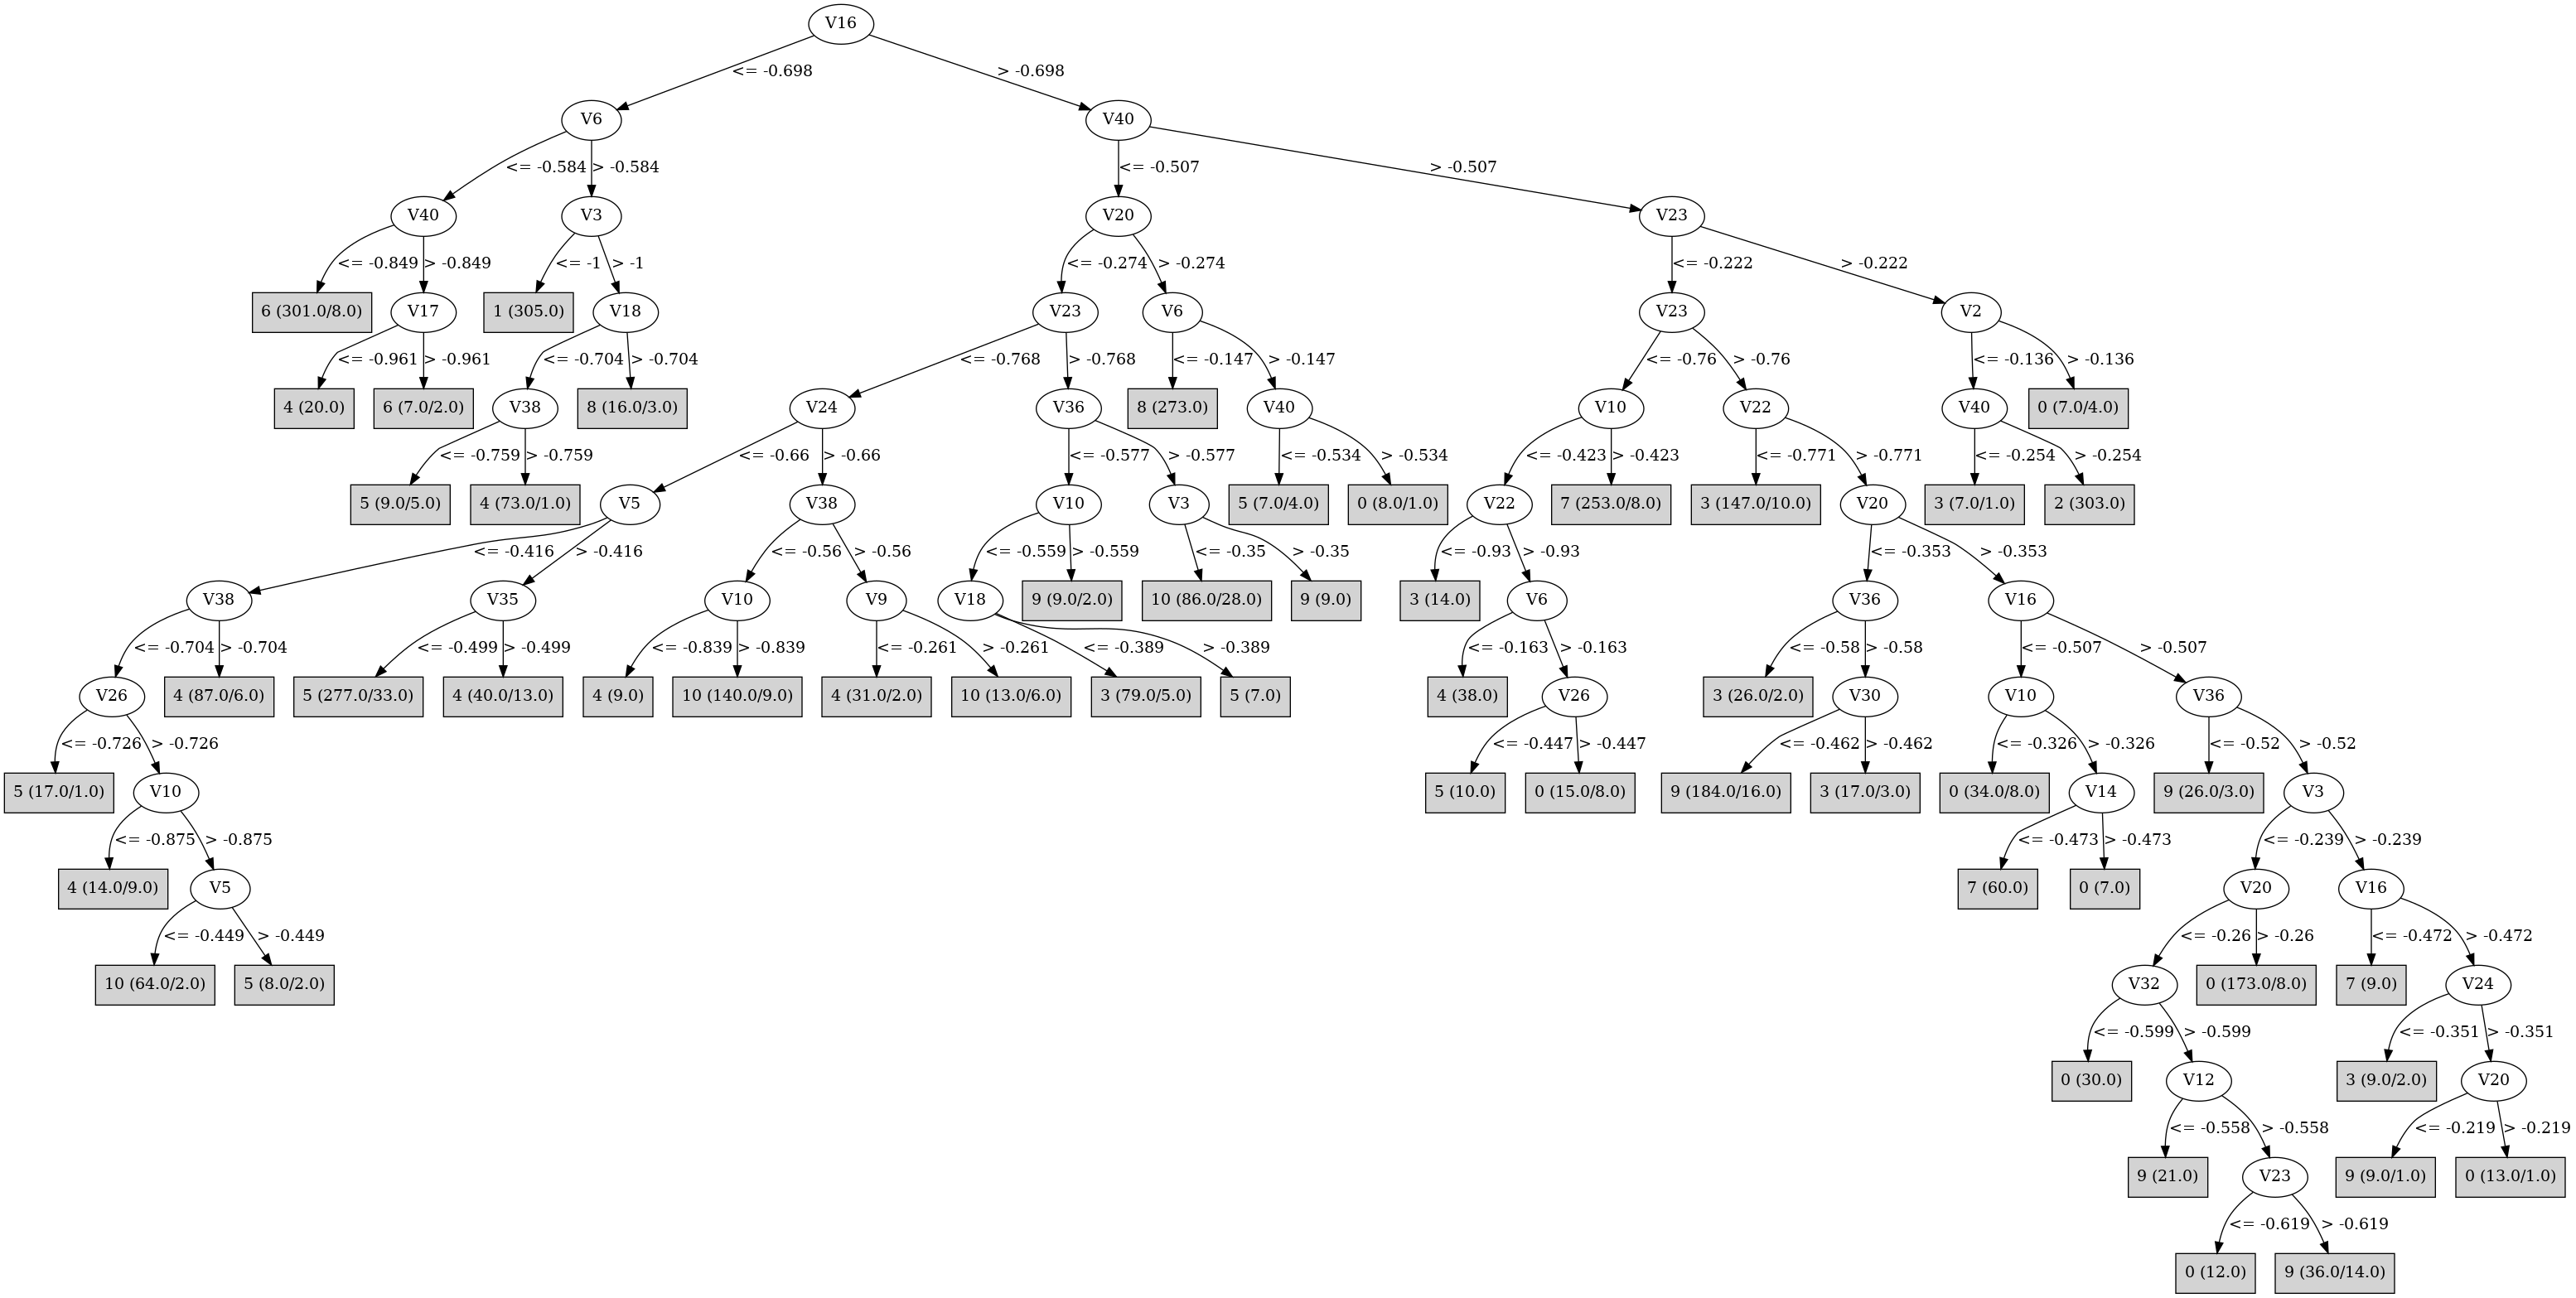 V16
<= -0.698 > -0.698
V6 V40
<= -0.584 > -0.584 <= -0.507 > -0.507
V40 V3 V20 V23
<= -0.849 > -0.849 <= -1 > -1 <= -0.274 > -0.274 <= -0.222 > -0.222
6 (301.0/8.0) V17 1 (305.0) V18 V23 V6 V23 V2
<= -0.961 > -0.961 <= -0.704 > -0.704 <= -0.768 > -0.768 <= -0.147 > -0.147 <= -0.76 > -0.76 <= -0.136 > -0.136
4 (20.0) 6 (7.0/2.0) V38 8 (16.0/3.0) V24 V36 8 (273.0) V40 V10 V22 V40 0 (7.0/4.0)
<= -0.759 > -0.759 <= -0.66 > -0.66 <= -0.577 > -0.577 <= -0.534 > -0.534 <= -0.423 > -0.423 <= -0.771 > -0.771 <= -0.254 > -0.254
5 (9.0/5.0) 4 (73.0/1.0) V5 V38 V10 V3 5 (7.0/4.0) 0 (8.0/1.0) V22 7 (253.0/8.0) 3 (147.0/10.0) V20 3 (7.0/1.0) 2 (303.0)
<= -0.416 > -0.416 <= -0.56 > -0.56 <= -0.559 > -0.559 <= -0.35 > -0.35 <= -0.93 > -0.93 <= -0.353 > -0.353
V38 V35 V10 V9 V18 9 (9.0/2.0) 10 (86.0/28.0) 9 (9.0) 3 (14.0) V6 V36 V16
<= -0.704 > -0.704 <= -0.499 > -0.499 <= -0.839 > -0.839 <= -0.261 > -0.261 <= -0.389 > -0.389 <= -0.163 > -0.163 <= -0.58 > -0.58 <= -0.507 > -0.507
V26 4 (87.0/6.0) 5 (277.0/33.0) 4 (40.0/13.0) 4 (9.0) 10 (140.0/9.0) 4 (31.0/2.0) 10 (13.0/6.0) 3 (79.0/5.0) 5 (7.0) 4 (38.0) V26 3 (26.0/2.0) V30 V10 V36
<= -0.726 > -0.726 <= -0.447 > -0.447 <= -0.462 > -0.462 <= -0.326 > -0.326 <= -0.52 > -0.52
5 (17.0/1.0) V10 5 (10.0) 0 (15.0/8.0) 9 (184.0/16.0) 3 (17.0/3.0) 0 (34.0/8.0) V14 9 (26.0/3.0) V3
<= -0.875 > -0.875 <= -0.473 > -0.473 <= -0.239 > -0.239
4 (14.0/9.0) V5 7 (60.0) 0 (7.0) V20 V16
<= -0.449 > -0.449 <= -0.26 > -0.26 <= -0.472 > -0.472
10 (64.0/2.0) 5 (8.0/2.0) V32 0 (173.0/8.0) 7 (9.0) V24
<= -0.599 > -0.599 <= -0.351 > -0.351
0 (30.0) V12 3 (9.0/2.0) V20
<= -0.558 > -0.558 <= -0.219 > -0.219
9 (21.0) V23 9 (9.0/1.0) 0 (13.0/1.0)
<= -0.619 > -0.619
0 (12.0) 9 (36.0/14.0)